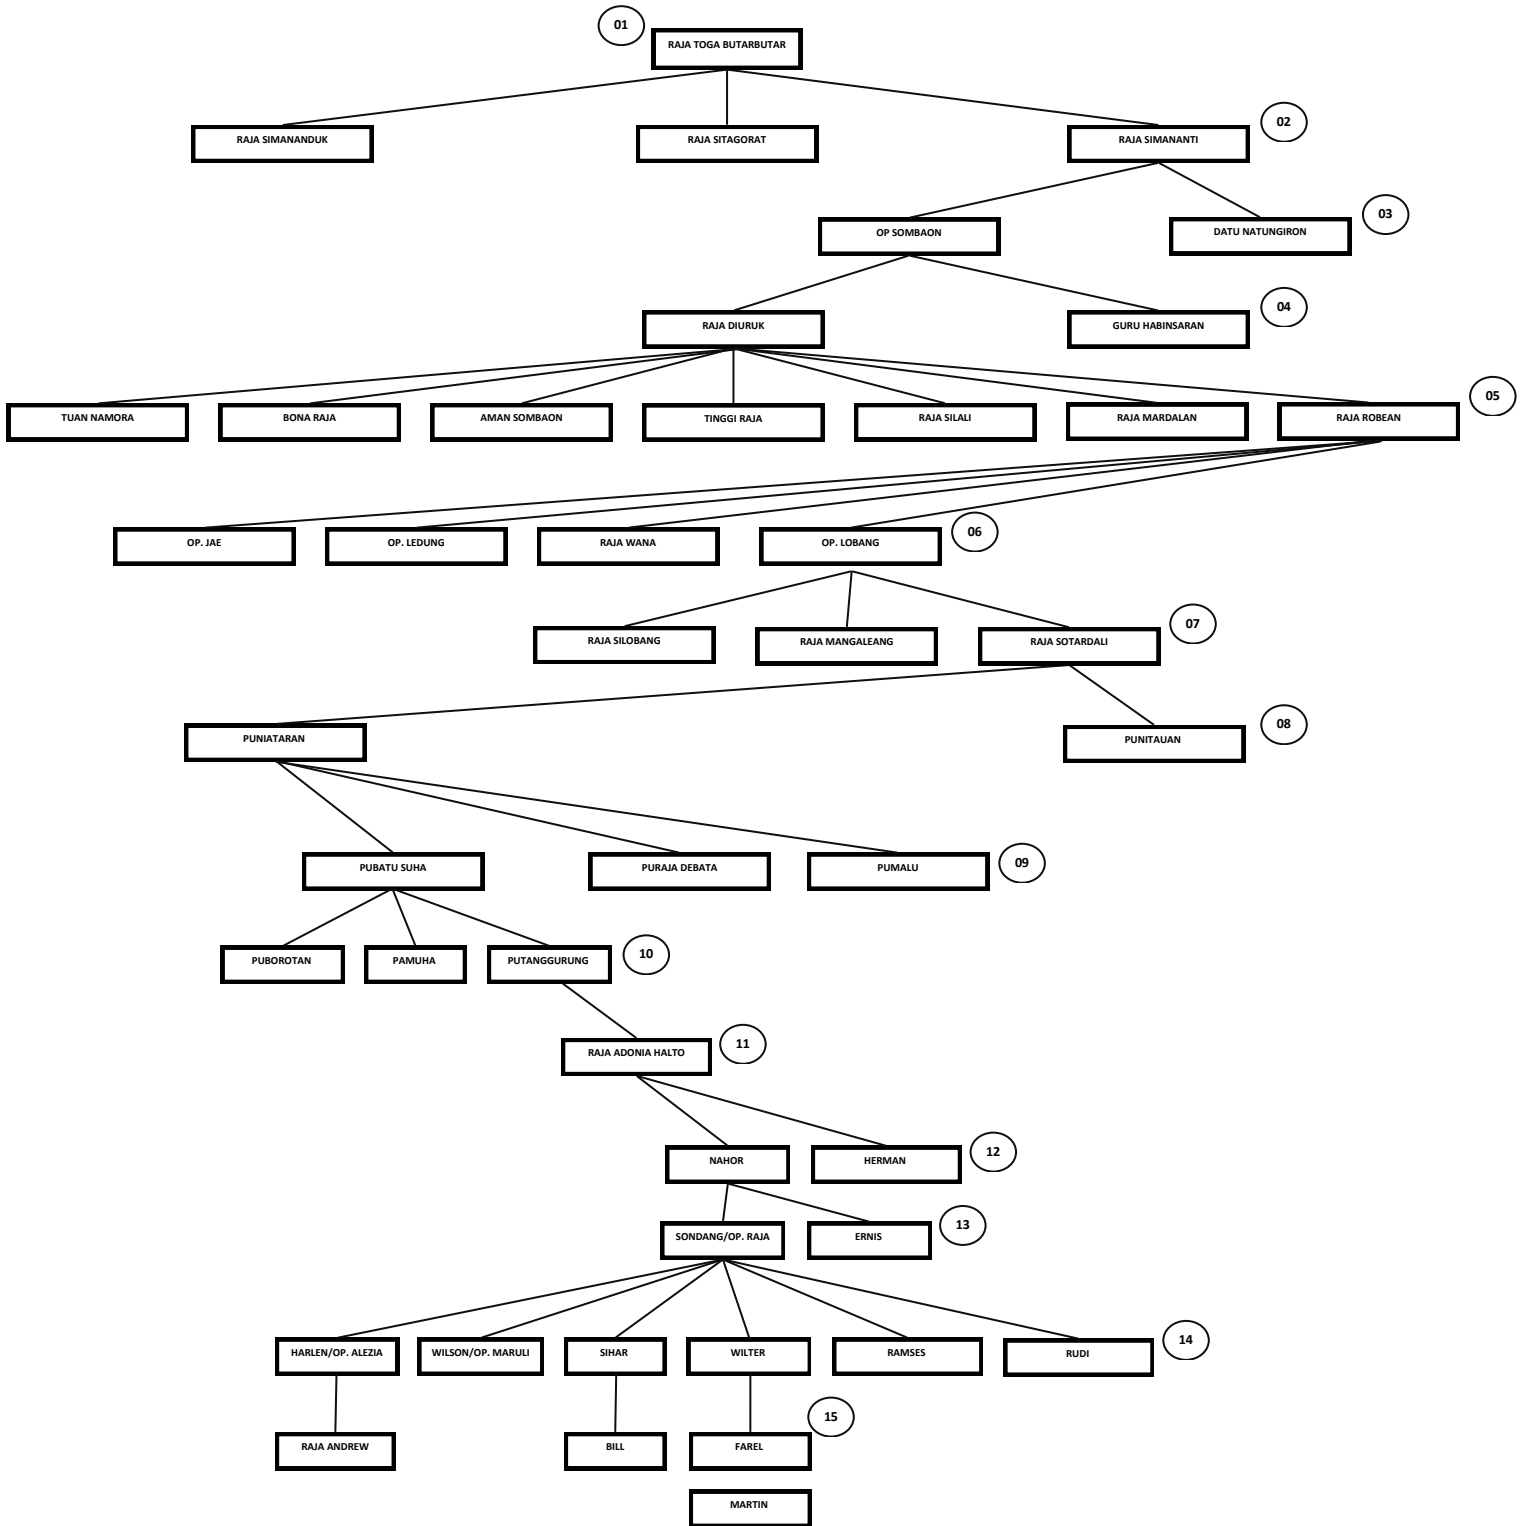 01
RAJA TOGA BUTARBUTAR
RAJA SIMANANDUK
RAJA SITAGORAT
RAJA SIMANANTI
02
OP SOMBAON
DATU NATUNGIRON
03
RAJA DIURUK
GURU HABINSARAN
04
TUAN NAMORA
BONA RAJA
AMAN SOMBAON
TINGGI RAJA
RAJA SILALI
RAJA MARDALAN
RAJA ROBEAN
05
OP. JAE
OP. LEDUNG
RAJA WANA
OP. LOBANG
06
RAJA SILOBANG
RAJA MANGALEANG
RAJA SOTARDALI
07
PUNIATARAN
PUNITAUAN
08
PUBATU SUHA
PURAJA DEBATA
PUMALU
09
PUBOROTAN
PAMUHA
PUTANGGURUNG
10
RAJA ADONIA HALTO
11
NAHOR
HERMAN
12
SONDANG/OP. RAJA
ERNIS
13
HARLEN/OP. ALEZIA
WILSON/OP. MARULI
SIHAR
WILTER
RAMSES
RUDI
14
RAJA ANDREW
BILL
FAREL
15
MARTIN